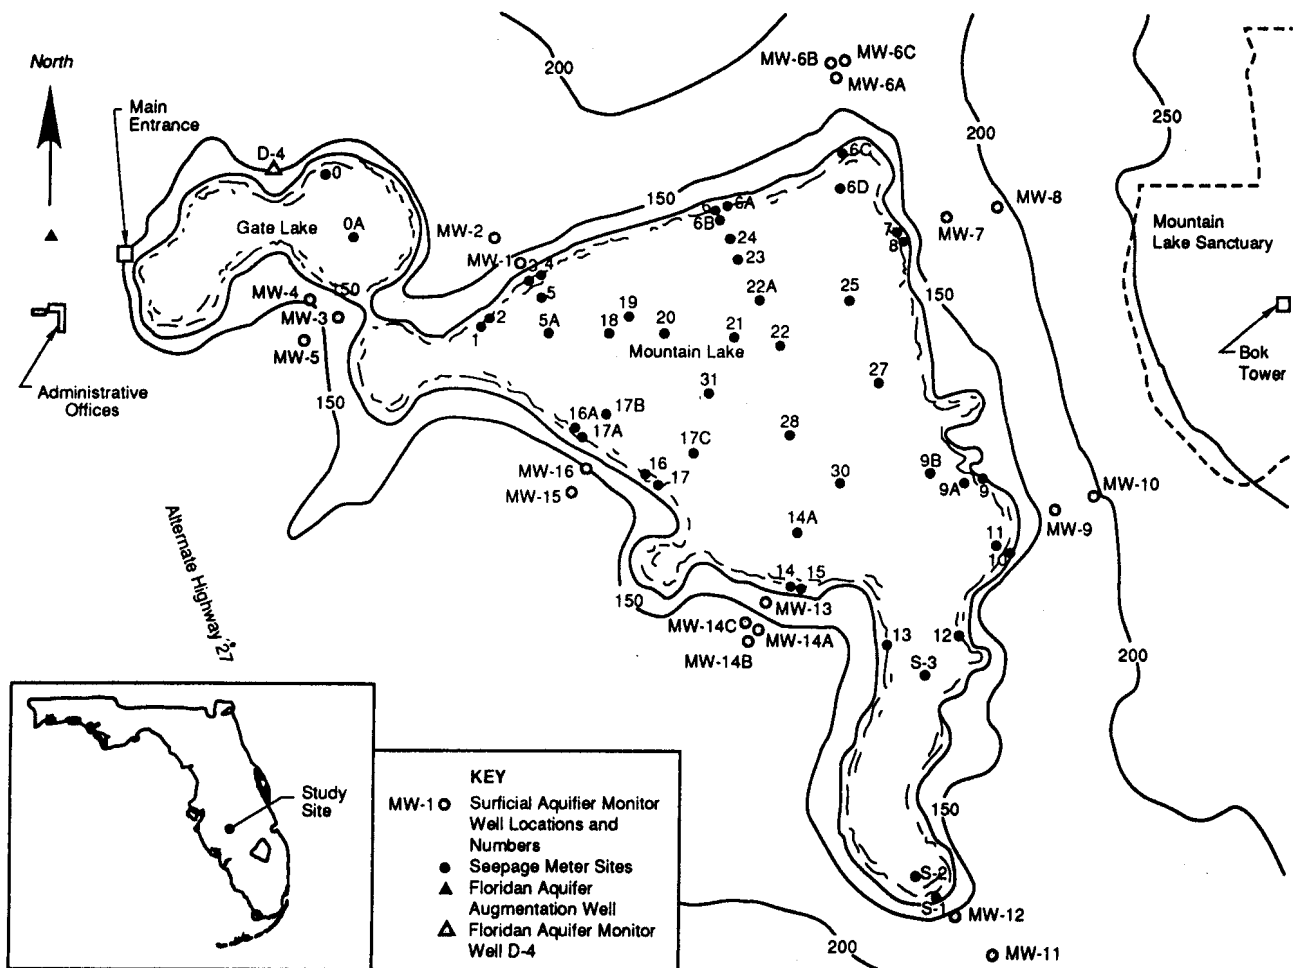 North
Main
Entrance
D-4
0
0A
Gate Lake
150
MW-4
MW-3
MW-5
Administrative
Offices
150
200
MW-6B
MW-6C
MW-6A
200
250
150
6C
6D
6
6A
6B
24
23
7
8
MW-8
MW-7
Mountain
Lake Sanctuary
MW-2
MW-1
3
4
5
2
1
5A
18
19
20
22A
21
22
25
150
Mountain Lake
Bok
Tower
31
27
16A
17B
17A
17C
28
16
17
MW-16
MW-15
30
9B
9A
9
MW-10
MW-9
14A
11
10
14
15
150
MW-13
MW-14C
MW-14A
MW-14B
13
12
S-3
200
Alternate Highway 27
150
S-2
S-1
MW-12
200
MW-11
Study
Site
KEY
MW-1 Surficial Aquifier Monitor
Well Locations and
Numbers
Seepage Meter Sites
Floridan Aquifer
Augmentation Well
Floridan Aquifer Monitor
Well D-4